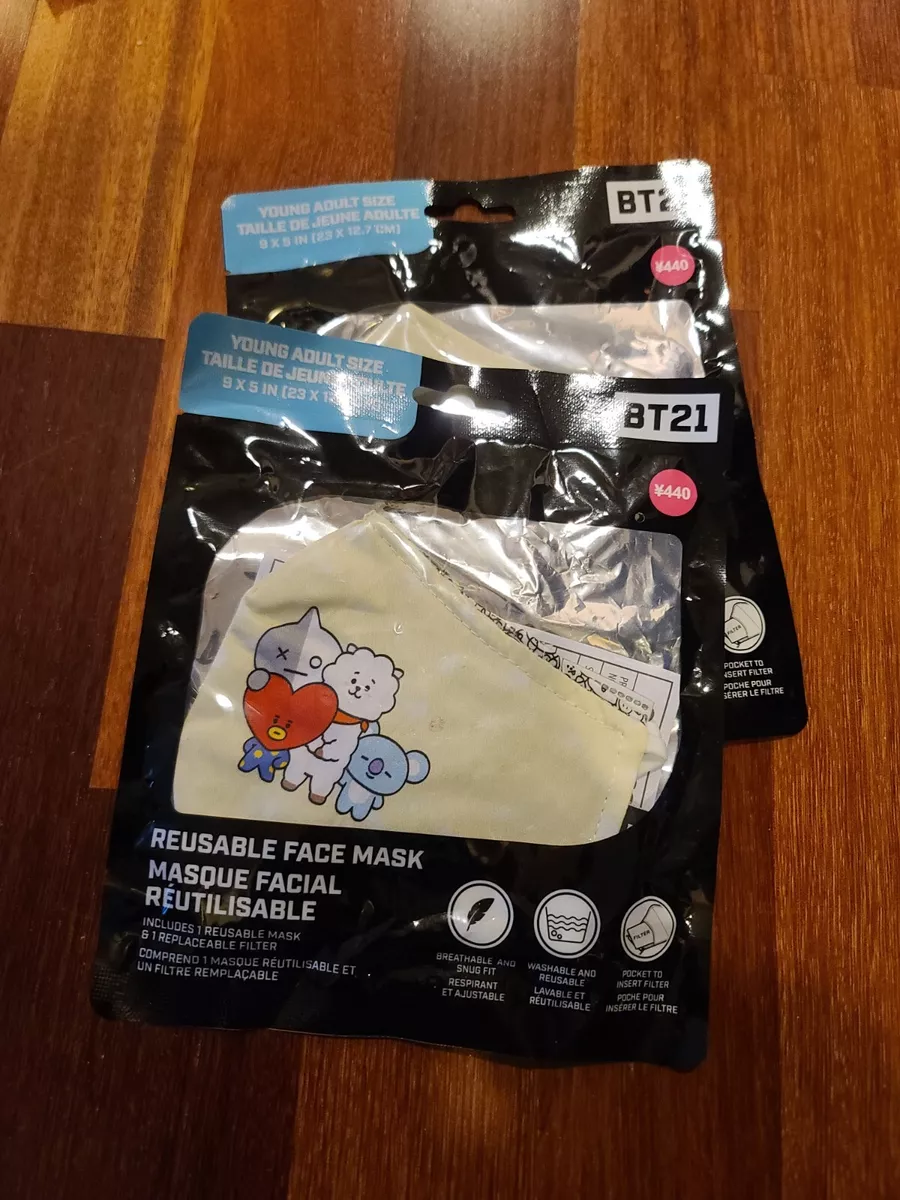 YOUNG ADULT SIZE
TAILLE DE JEUNE ADULTE
9 X 5 IN (23 X 12.7 CM)
BT2
¥440
POCKET TO
INSERT FILTER
POCHE POUR
INSÉRER LE FILTRE
YOUNG ADULT SIZE
TAILLE DE JEUNE ADULTE
9 X 5 IN (23 X
BT21
¥440
REUSABLE FACE MASK
MASQUE FACIAL
RÉUTILISABLE
INCLUDES 1 REUSABLE MASK
& 1 REPLACEABLE FILTER
COMPREND 1 MASQUE RÉUTILISABLE ET
UN FILTRE REMPLAÇABLE
BREATHABLE AND
SNUG FIT
RESPIRANT
ET AJUSTABLE
WASHABLE AND
REUSABLE
LAVABLE ET
RÉUTILISABLE
FILTER
POCKET TO
INSERT FILTER
POCHE POUR
INSÉRER LE FILTRE